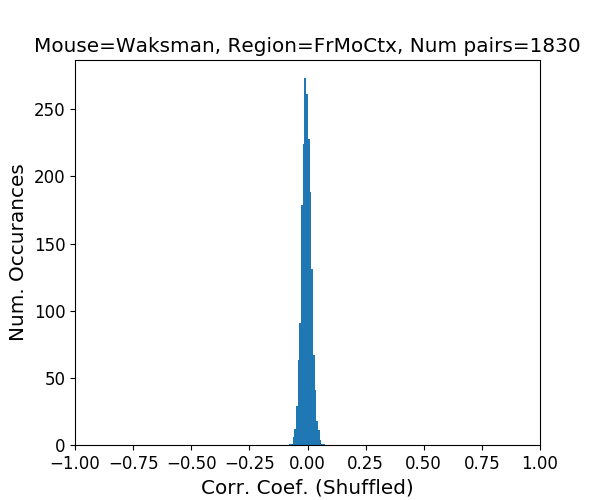 Mouse=Waksman, Region=FrMoCtx, Num pairs=1830
Num. Occurances
250
200
150
100
50
0
−1.00 −0.75 −0.50 −0.25 0.00 0.25 0.50 0.75 1.00
Corr. Coef. (Shuffled)